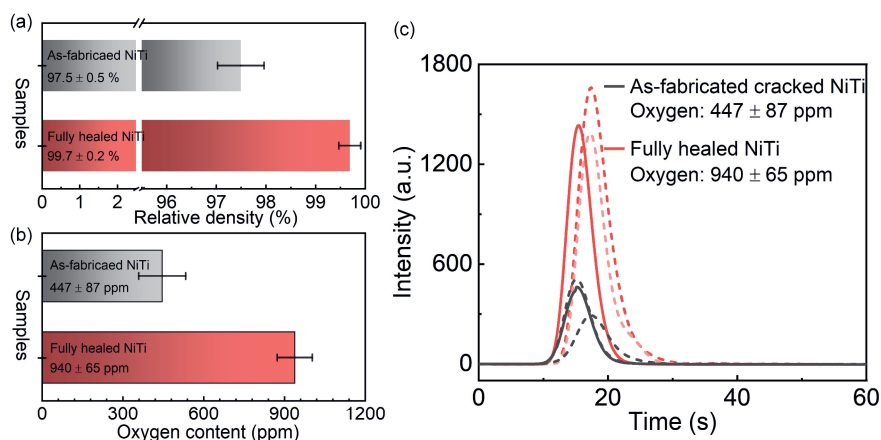 (a)
As-fabricaed NiTi
97.5 ± 0.5 %
Fully healed NiTi
99.7 ± 0.2 %
Samples
0 1 2 96 97 98 99 100
Relative density (%)
(b)
As-fabricaed NiTi
447 ± 87 ppm
Fully healed NiTi
940 ± 65 ppm
Samples
0 300 600 900 1200
Oxygen content (ppm)
(c)
1800
1500
1200
900
600
300
0
Intensity (a.u.)
As-fabricated cracked NiTi
Oxygen: 447 ± 87 ppm
Fully healed NiTi
Oxygen: 940 ± 65 ppm
0 20 40 60
Time (s)